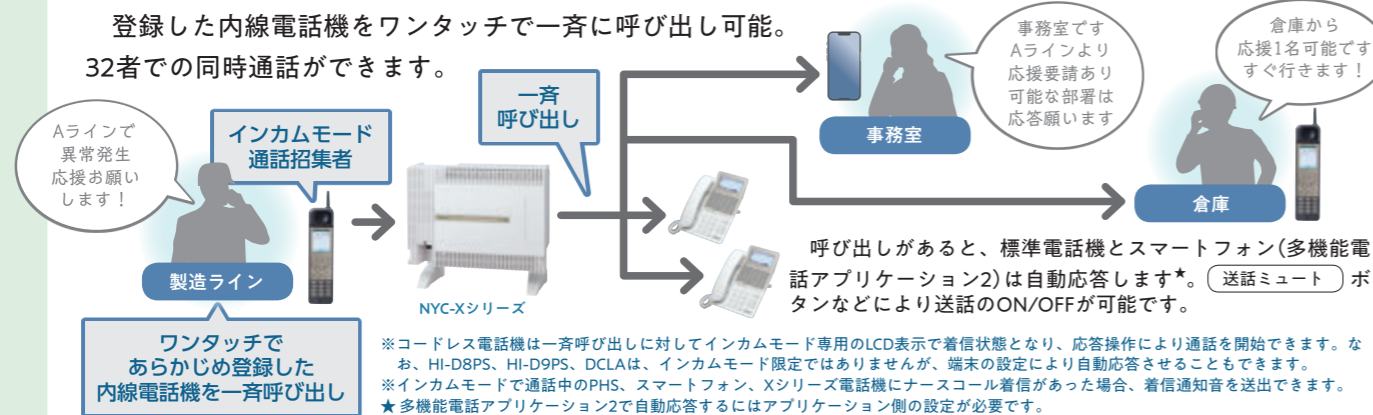 登録した内線電話機をワンタッチで一斉に呼び出し可能。
32者での同時通話ができます。
Aラインで
異常発生
応援お願い
します！
インカムモード
通話招集者
一斉
呼び出し
製造ライン
NYC-Xシリーズ
ワンタッチで
あらかじめ登録した
内線電話機を一斉呼び出し
事務室です
Aラインより
応援要請あり
可能な部署は
応答願います
事務室
倉庫から
応援1名可能です
すぐ行きます！
倉庫
呼び出しがあると、標準電話機とスマートフォン(多機能電
話アプリケーション2)は自動応答します★。 送話ミュート ボ
タンなどにより送話のON/OFFが可能です。
※コードレス電話機は一斉呼び出しに対してインカムモード専用のLCD表示で着信状態となり、応答操作により通話を開始できます。な
お、HI-D8PS、HI-D9PS、DCLAは、インカムモード限定ではありませんが、端末の設定により自動応答させることもできます。
※インカムモードで通話中のPHS、スマートフォン、Xシリーズ電話機にナースコール着信があった場合、着信通知音を送出できます。
★多機能電話アプリケーション2で自動応答するにはアプリケーション側の設定が必要です。